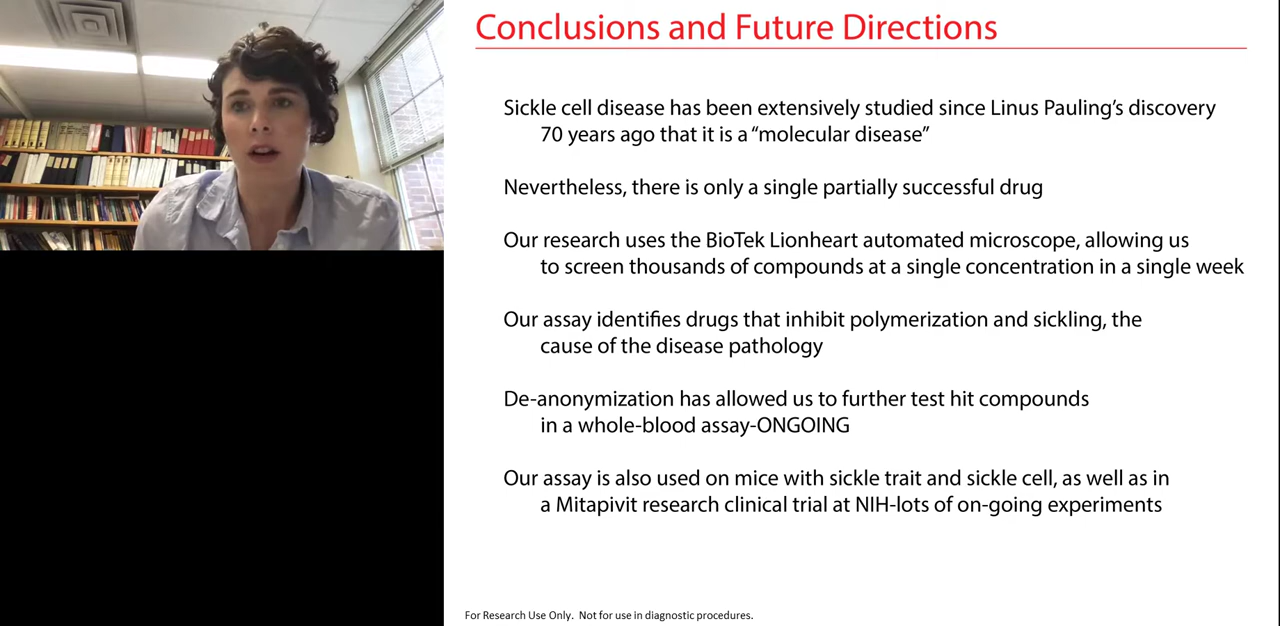 Conclusions and Future Directions
Sickle cell disease has been extensively studied since Linus Pauling's discovery
70 years ago that it is a “molecular disease”
Nevertheless, there is only a single partially successful drug
Our research uses the BioTek Lionheart automated microscope, allowing us
to screen thousands of compounds at a single concentration in a single week
Our assay identifies drugs that inhibit polymerization and sickling, the
cause of the disease pathology
De-anonymization has allowed us to further test hit compounds
in a whole-blood assay-ONGOING
Our assay is also used on mice with sickle trait and sickle cell, as well as in
a Mitapivit research clinical trial at NIH-lots of on-going experiments
For Research Use Only.  Not for use in diagnostic procedures.